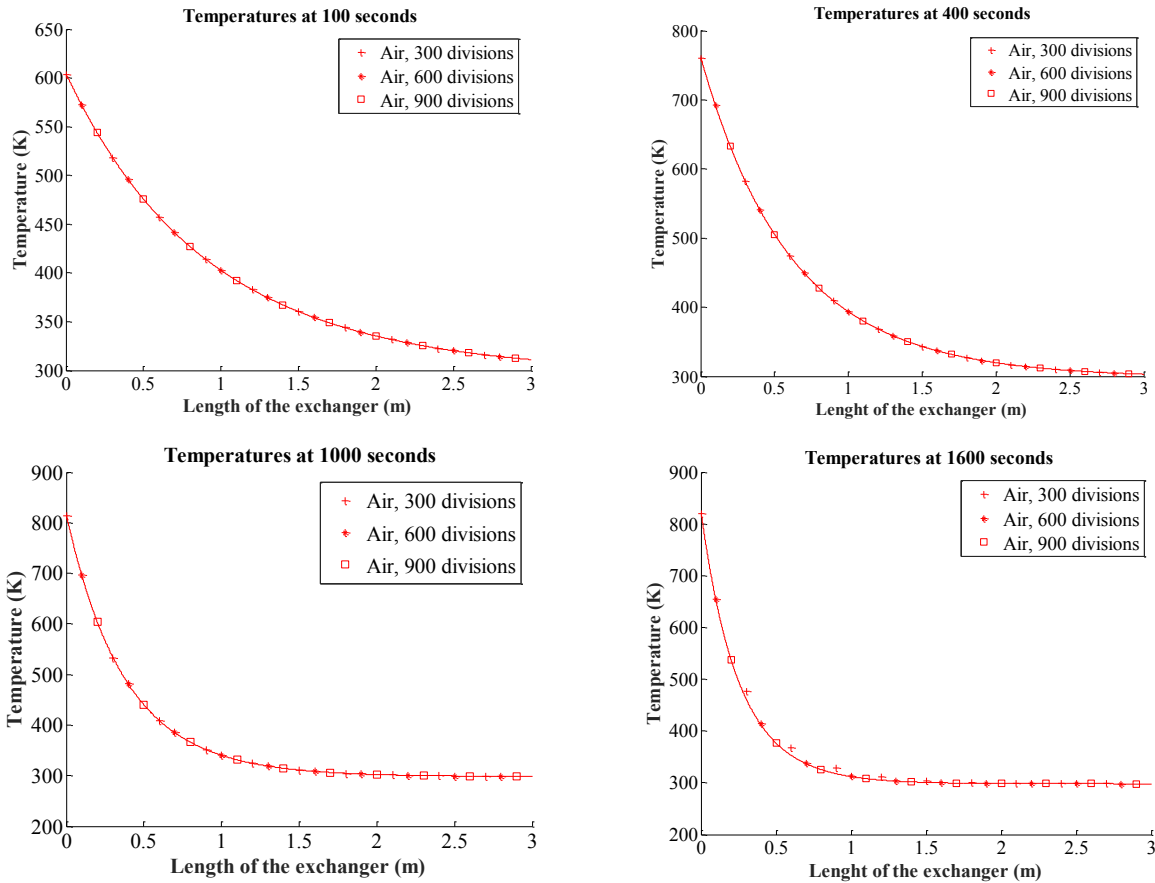 Temperatures at 100 seconds
650
600
550
500
450
400
350
300
Temperature (K)
Air, 300 divisions
Air, 600 divisions
Air, 900 divisions
0 0.5 1 1.5 2 2.5 3
Length of the exchanger (m)
Temperatures at 400 seconds
800
700
600
500
400
300
Temperature (K)
Air, 300 divisions
Air, 600 divisions
Air, 900 divisions
0 0.5 1 1.5 2 2.5 3
Lenght of the exchanger (m)
Temperatures at 1000 seconds
900
800
700
600
500
400
300
200
Temperature (K)
Air, 300 divisions
Air, 600 divisions
Air, 900 divisions
0 0.5 1 1.5 2 2.5 3
Length of the exchanger (m)
Temperatures at 1600 seconds
900
800
700
600
500
400
300
200
Temperature (K)
Air, 300 divisions
Air, 600 divisions
Air, 900 divisions
0 0.5 1 1.5 2 2.5 3
Lenght of the exchanger (m)